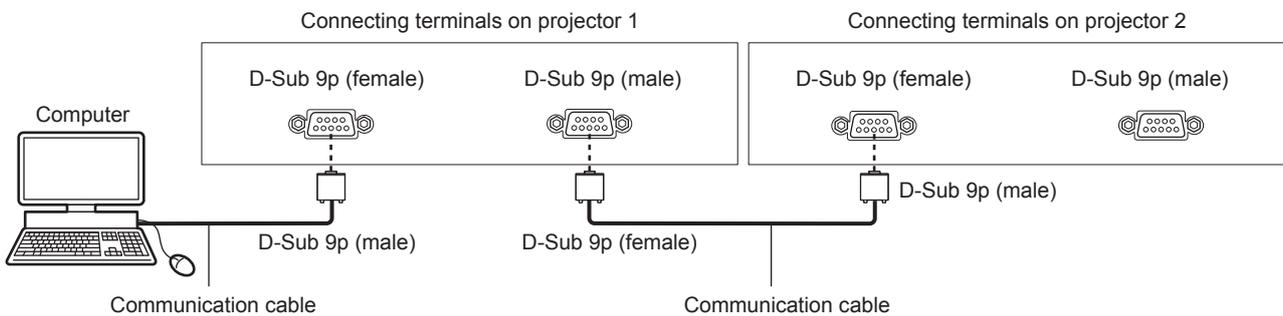 Connecting terminals on projector 1
Connecting terminals on projector 2
D-Sub 9p (female)
D-Sub 9p (male)
D-Sub 9p (female)
D-Sub 9p (male)
Computer
D-Sub 9p (male)
D-Sub 9p (male)
D-Sub 9p (female)
Communication cable
Communication cable